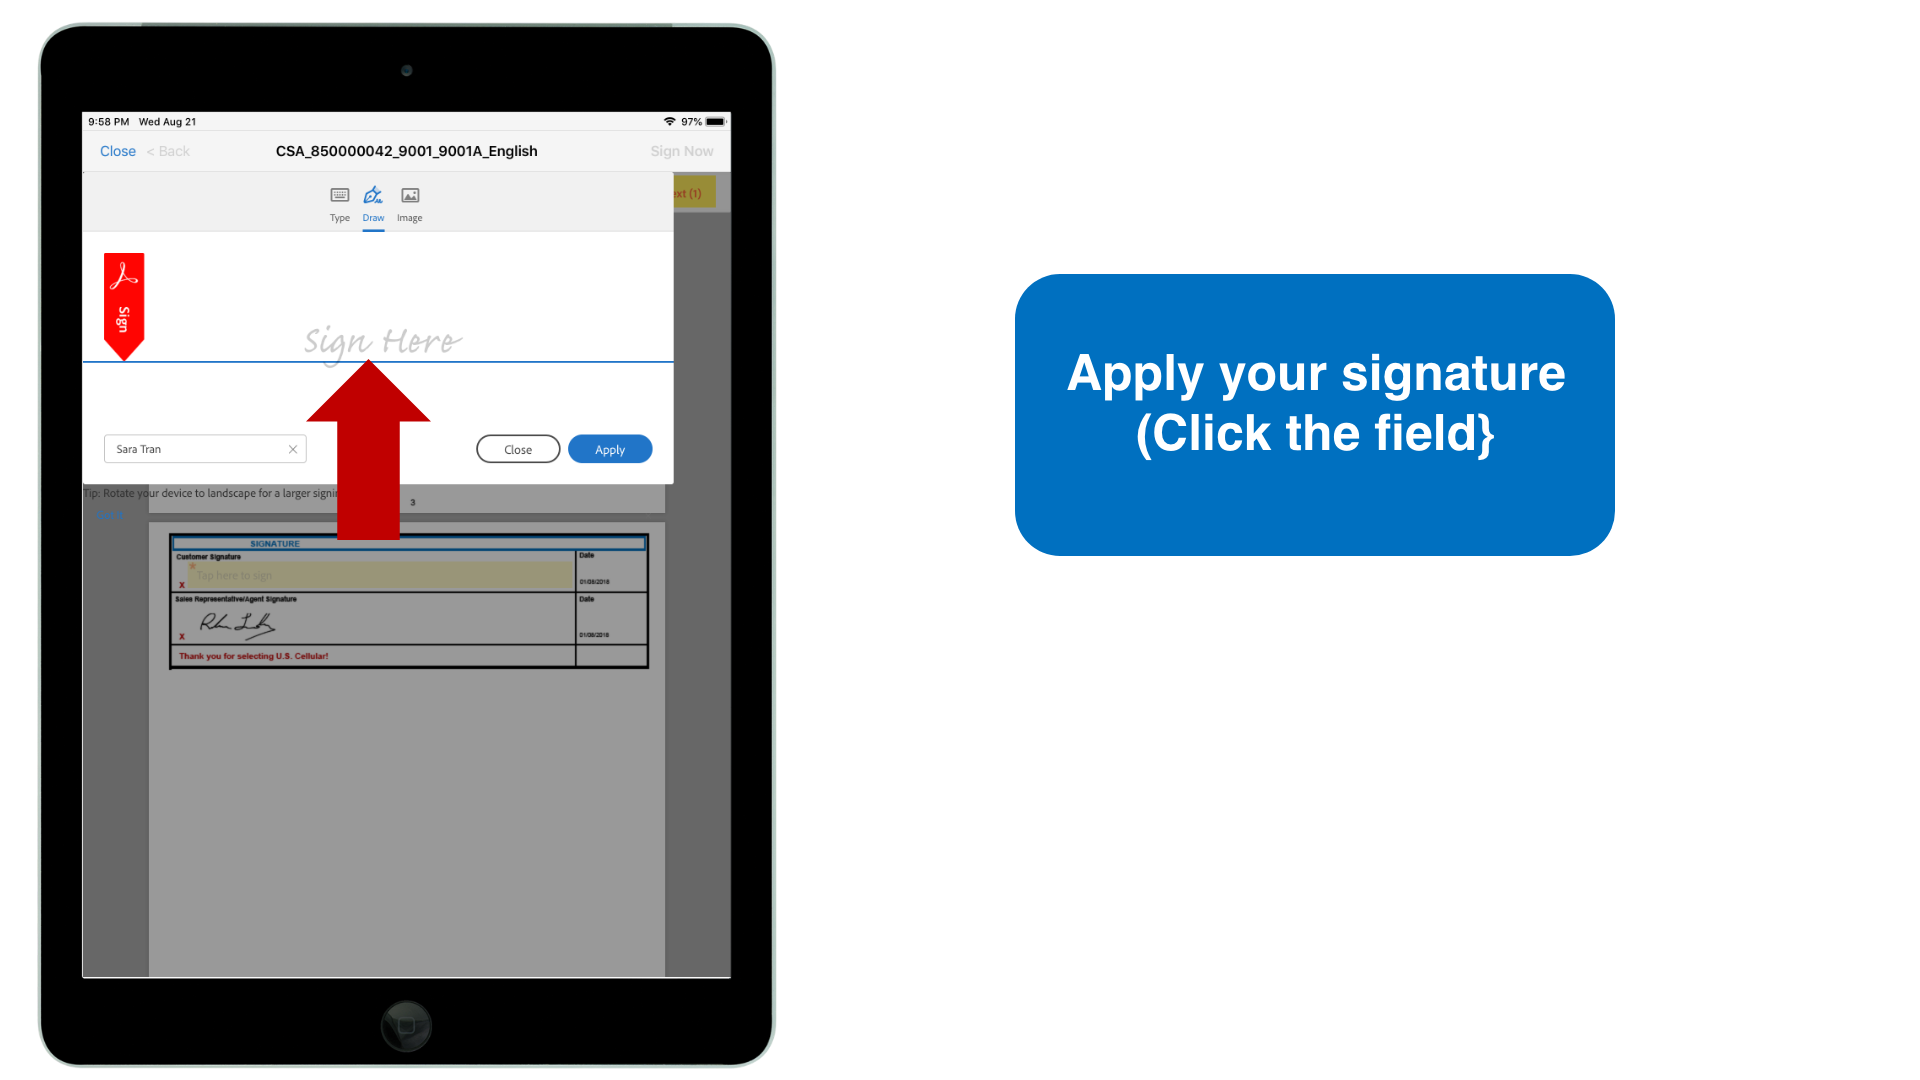 9:58 PM Wed Aug 21 97%
Close < Back CSA_850000042_9001_9001A_English Sign Now
ext (1)
Type Draw Image
Sign
Sign Here
Sara Tran Close Apply
Tip: Rotate your device to landscape for a larger signi
3
SIGNATURE
Customer Signature Date
* Tap here to sign
X 01/08/2018
Sales Representative/Agent Signature Date
X 01/08/2018
Thank you for selecting U.S. Cellular!
Apply your signature
(Click the field}